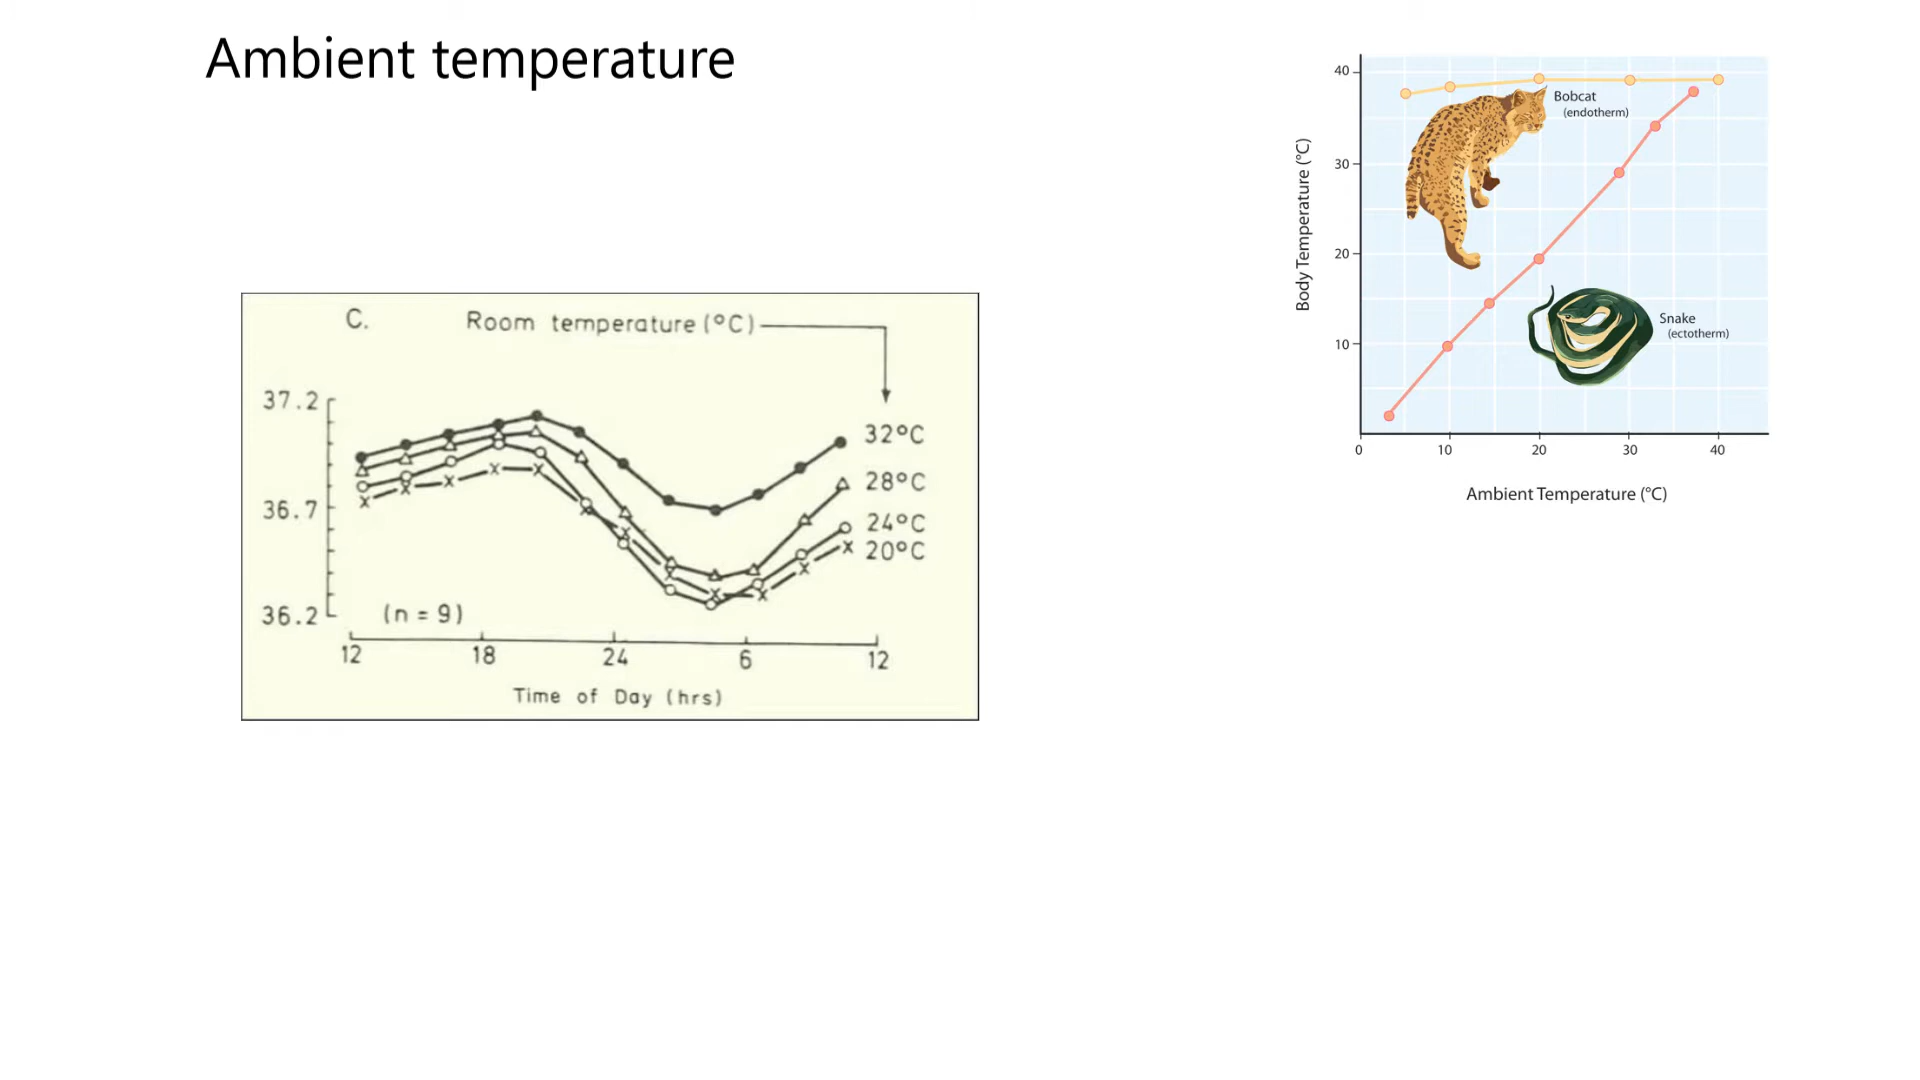 Ambient temperature
C. Room temperature (°C)
37.2
36.7
36.2
32°C
28°C
24°C
20°C
(n = 9)
12 18 24 6 12
Time of Day (hrs)
Body Temperature (°C)
40
30
20
10
Bobcat
(endotherm)
Snake
(ectotherm)
0 10 20 30 40
Ambient Temperature (°C)